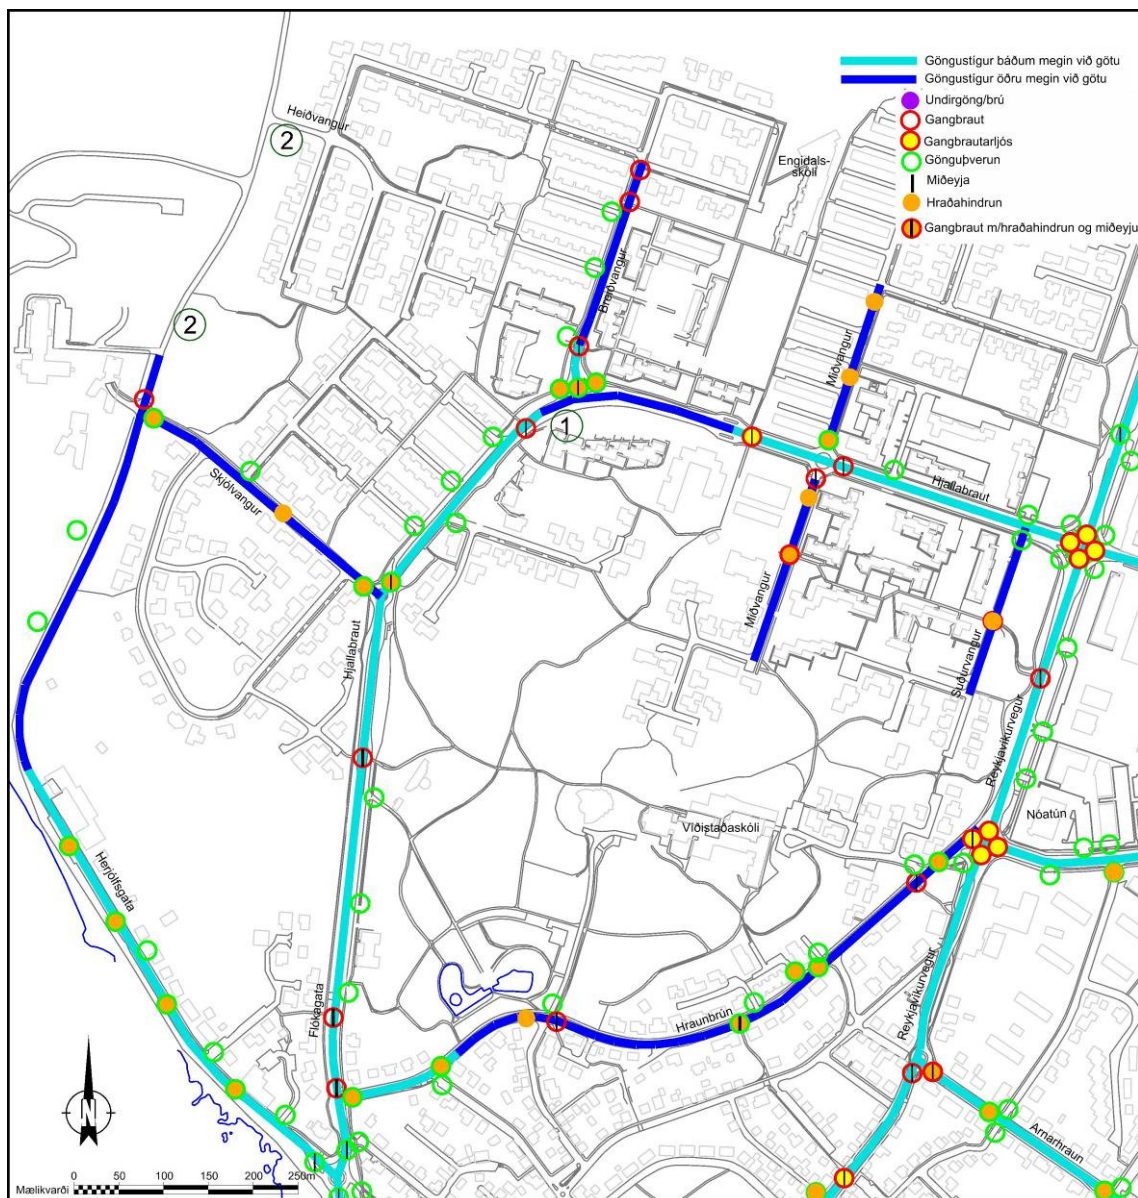 Göngustígur báðum megin við götu
Göngustígur öðru megin við götu
Undirgöng/brú
Gangbraut
Gangbrautarljós
Gönguþverun
Miðeyja
Hraðahindrun
Gangbraut m/hraðahindrun og miðeyju
Heiðvangur
2
Engidals-
skóli
Breiðvangur
2
Miðvangur
1
Skjólvangur
Hjallabraut
Miðvangur
Hjallabraut
Suðurvangur
Reykjavíkurvegur
Nóatún
Víðistaðaskóli
Herjólfsgata
Flókagata
Hraunbrún
Reykjavíkurvegur
Arnarhraun
N
Mælikvarði
0 50 100 150 200 250m